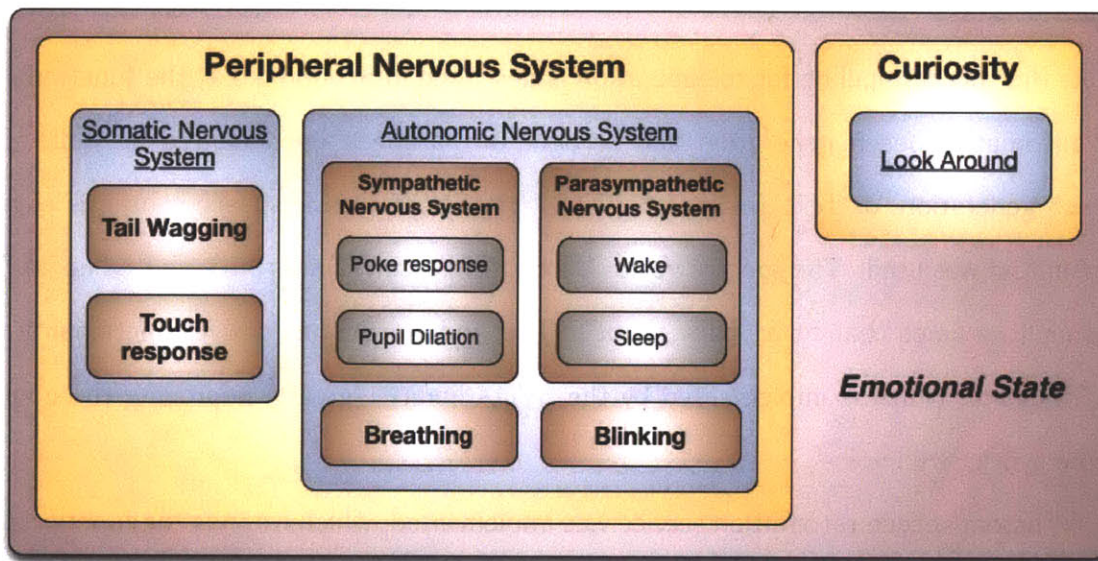 Peripheral Nervous System
Somatic Nervous
System
Tail Wagging
Touch
response
Autonomic Nervous System
Sympathetic
Nervous System
Poke response
Pupil Dilation
Parasympathetic
Nervous System
Wake
Sleep
Breathing
Blinking
Curiosity
Look Around
Emotional State